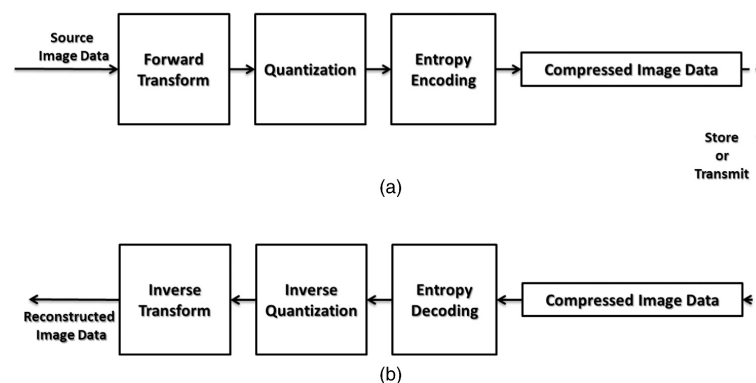 Source
Image Data
Forward
Transform
Quantization
Entropy
Encoding
Compressed Image Data
Store
or
Transmit
(a)
Reconstructed
Image Data
Inverse
Transform
Inverse
Quantization
Entropy
Decoding
Compressed Image Data
(b)